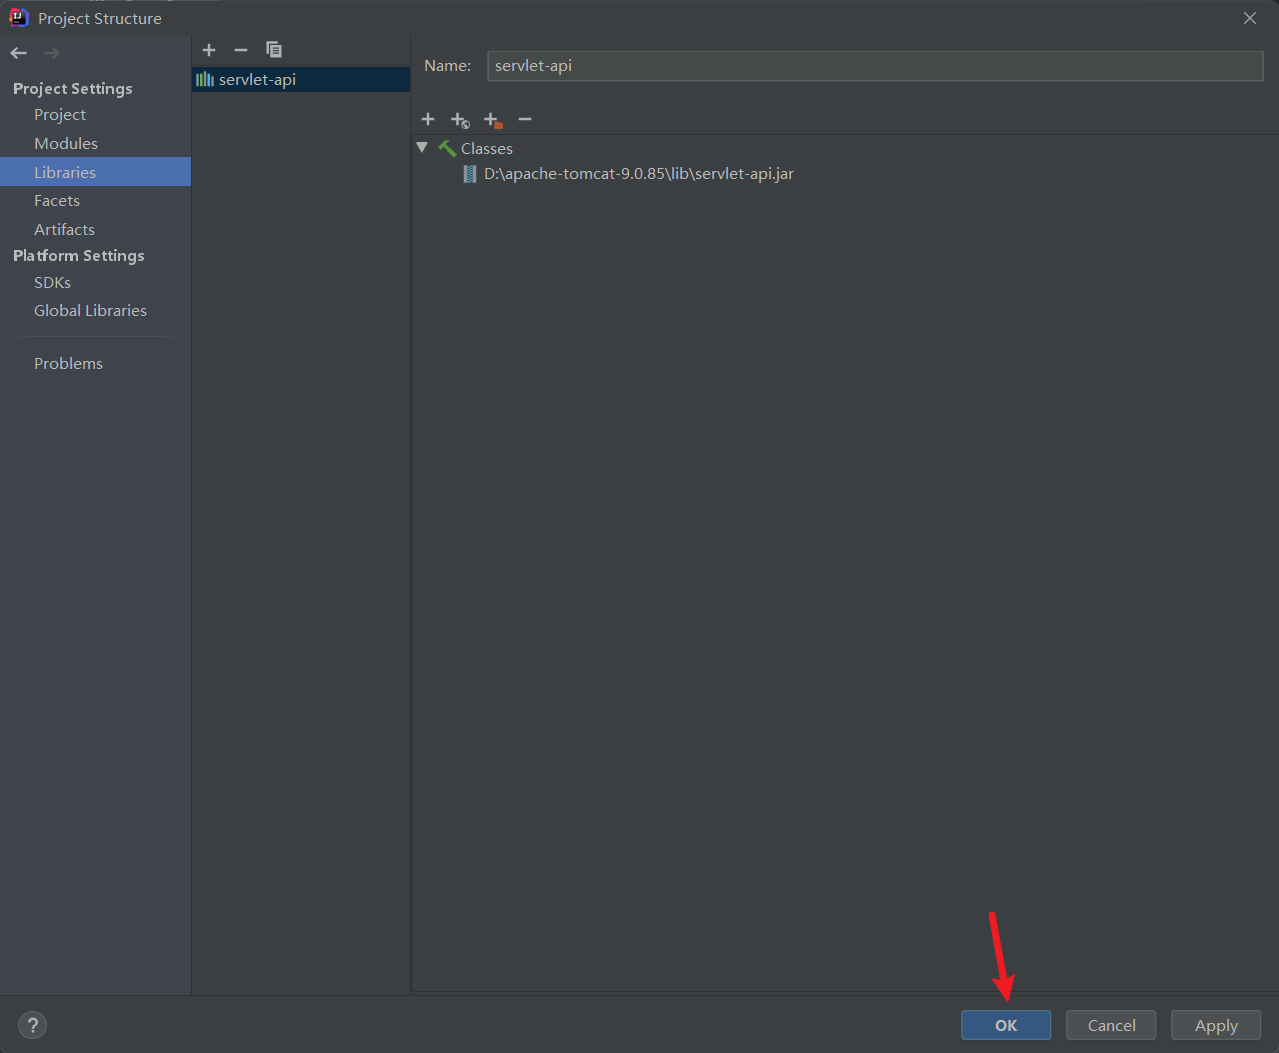 Project Structure
Project Settings
Project
Modules
Libraries
Facets
Artifacts
Platform Settings
SDKs
Global Libraries
Problems
servlet-api
Name: servlet-api
Classes
D:\apache-tomcat-9.0.85\lib\servlet-api.jar
?
OK
Cancel
Apply